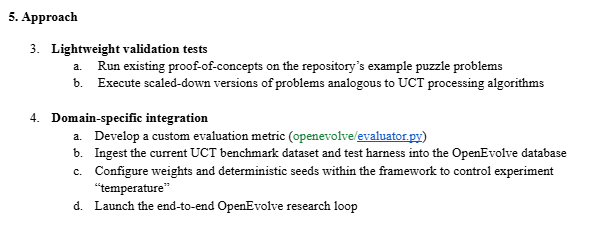 5. Approach
3. Lightweight validation tests
a. Run existing proof-of-concepts on the repository’s example puzzle problems
b. Execute scaled-down versions of problems analogous to UCT processing algorithms
4. Domain-specific integration
a. Develop a custom evaluation metric (openevolve/evaluator.py)
b. Ingest the current UCT benchmark dataset and test harness into the OpenEvolve database
c. Configure weights and deterministic seeds within the framework to control experiment
“temperature”
d. Launch the end-to-end OpenEvolve research loop